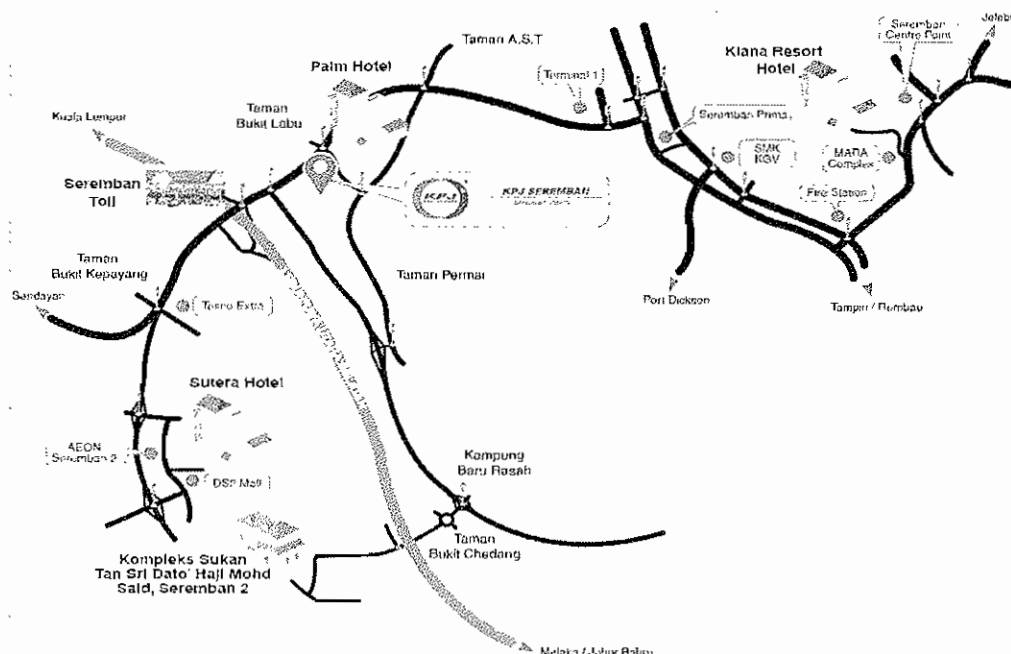 Jelebu
Seremban
Centre Point
Klana Resort
Hotel
Taman A.S.T
Palm Hotel
Terminal 1
Taman
Bukit Labu
Kuala Lumpur
Seremban Prima
SMK
KGV
MARA
Complex
Seremban
Toll
KPJ
KPJ SEREMBAN
Fire Station
Taman
Bukit Kepayang
Taman Permai
Sendayan
Tesco Extra
Port Dickson
Tampin / Rembau
Sutera Hotel
AEON
Seremban 2
DSP Mall
Kampung
Baru Rasah
Taman
Bukit Chedang
Kompleks Sukan
Tan Sri Dato' Haji Mohd
Said, Seremban 2
Melaka / Johor Bahru